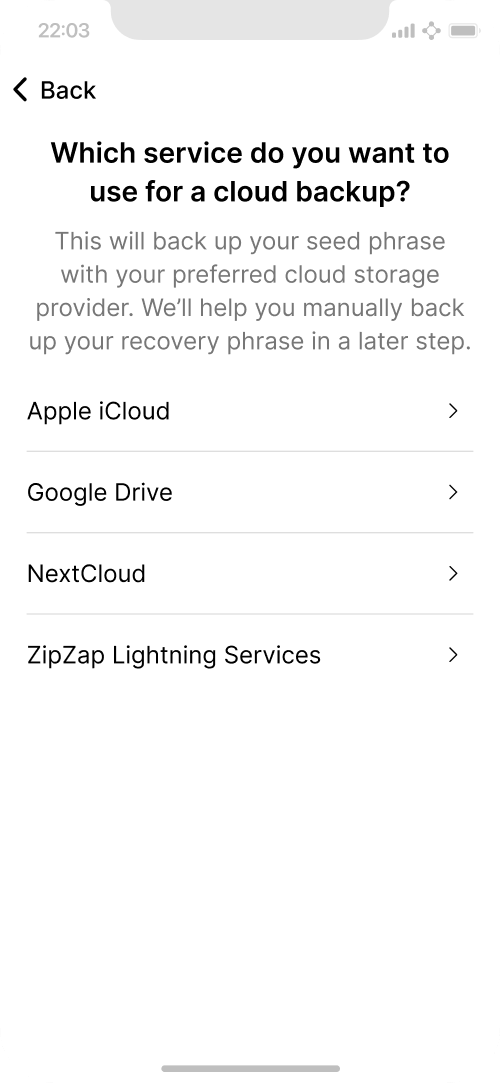 22:03
Back
Which service do you want to
use for a cloud backup?
This will back up your seed phrase
with your preferred cloud storage
provider. We’ll help you manually back
up your recovery phrase in a later step.
Apple iCloud
Google Drive
NextCloud
ZipZap Lightning Services